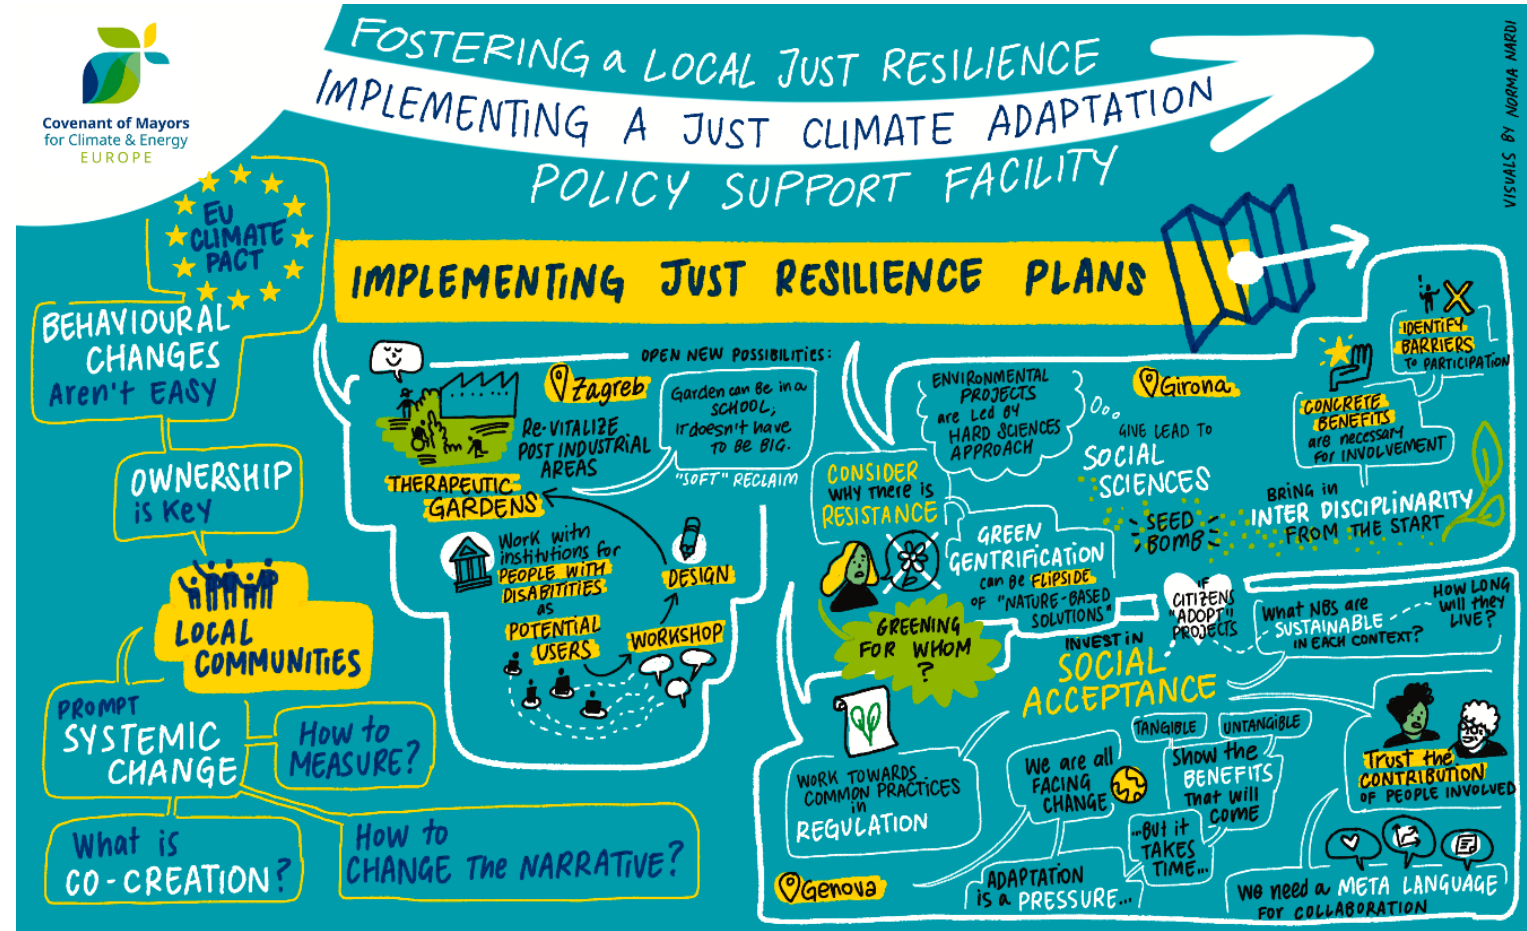 Covenant of Mayors
for Climate & Energy
EUROPE
FOSTERING a LOCAL JUST RESILIENCE
IMPLEMENTING A JUST CLIMATE ADAPTATION
POLICY SUPPORT FACILITY
VISUALS BY NORMA NARDI
IMPLEMENTING JUST RESILIENCE PLANS
EU
CLIMATE
PACT
BEHAVIOURAL
CHANGES
Aren't EASY
OWNERSHIP
is Key
LOCAL
COMMUNITIES
PROMPT
SYSTEMIC
CHANGE
How to
MEASURE?
What is
CO-CREATION?
How to
CHANGE The NARRATIVE?
Zagreb
Re-VITALIZE
POST INDUSTRIAL
AREAS
OPEN NEW POSSIBILITIES:
Garden can be in a
SCHOOL,
IT doesn't have
TO BE BIG.
"SOFT" RECLAIM
THERAPEUTIC
GARDENS
Work with
institutions for
PEOPLE WITH
DISABITITIES
as
POTENTIAL
USERS
WORKSHOP
DESIGN
Girona
ENVIRONMENTAL
PROJECTS
are Led BY
HARD SCIENCES
APPROACH
GIVE LEAD TO
SOCIAL
SCIENCES
SEED
BOMB
BRING in
INTER DISCIPLINARITY
FROM THE START
CONCRETE
BENEFITS
are necessary
FOR INVOLVEMENT
IDENTIFY
BARRIERS
TO PARTICIPATION
CONSIDER
WHY THere is
RESISTANCE
GREEN
GENTRIFICATION
can be FLIPSIDE
OF "NATURE-BASED
SOLUTIONS"
GREENING
FOR WHOM
?
Genova
INVEST in
SOCIAL
ACCEPTANCE
IF
CITIZENS
"ADOPT"
PROJECTS
What NBs are
SUSTAINABLE
IN EACH CONTEXT?
HOW LONG
will they
LIVE?
WORK TOWARDS
COMMON PRACTICES
in
REGULATION
We are all
FACING
CHANGE
ADAPTATION
is a PRESSURE...
TANGIBLE
UNTANGIBLE
Show the
BENEFITS
That will
COME
...But it
TAKES
TIME...
Trust the
CONTRIBUTION
OF PEOPLE INVOLVED
We need a META LANGUAGE
FOR COLLABORATION